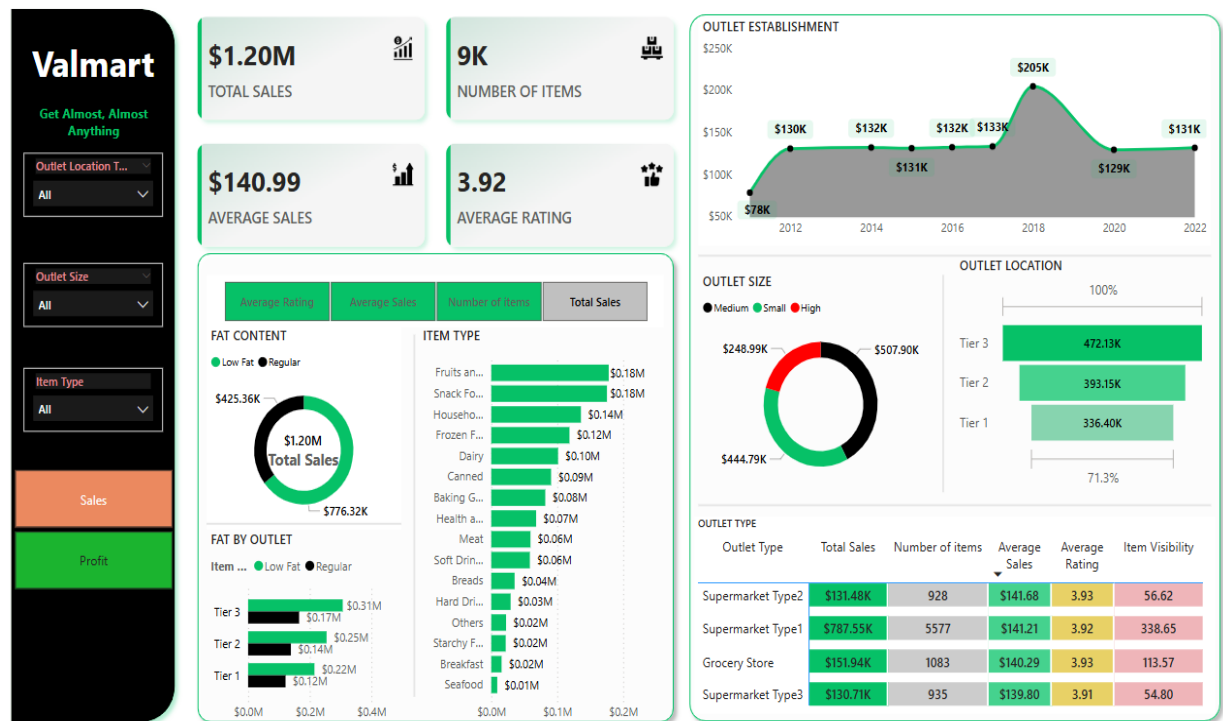 Valmart
Get Almost, Almost
Anything
Outlet Location T...
All
Outlet Size
All
Item Type
All
Sales
Profit
$1.20M
TOTAL SALES
9K
NUMBER OF ITEMS
$140.99
AVERAGE SALES
3.92
AVERAGE RATING
Average Rating
Average Sales
Number of items
Total Sales
FAT CONTENT
Low Fat Regular
$425.36K
$1.20M
Total Sales
$776.32K
FAT BY OUTLET
Item ... Low Fat Regular
Tier 3 $0.31M
$0.17M
Tier 2 $0.25M
$0.14M
Tier 1 $0.22M
$0.12M
$0.0M $0.2M $0.4M
ITEM TYPE
Fruits an... $0.18M
Snack Fo... $0.18M
Househo... $0.14M
Frozen F... $0.12M
Dairy $0.10M
Canned $0.09M
Baking G... $0.08M
Health a... $0.07M
Meat $0.06M
Soft Drin... $0.06M
Breads $0.04M
Hard Dri... $0.03M
Others $0.02M
Starchy F... $0.02M
Breakfast $0.02M
Seafood $0.01M
$0.0M $0.1M $0.2M
OUTLET ESTABLISHMENT
$250K
$200K
$150K
$100K
$50K
$78K
$130K
$132K
$131K
$132K
$133K
$205K
$129K
$131K
2012 2014 2016 2018 2020 2022
OUTLET SIZE
Medium Small High
$248.99K
$507.90K
$444.79K
OUTLET LOCATION
100%
Tier 3 472.13K
Tier 2 393.15K
Tier 1 336.40K
71.3%
OUTLET TYPE
Outlet Type Total Sales Number of items Average Sales Average Rating Item Visibility
Supermarket Type2 $131.48K 928 $141.68 3.93 56.62
Supermarket Type1 $787.55K 5577 $141.21 3.92 338.65
Grocery Store $151.94K 1083 $140.29 3.93 113.57
Supermarket Type3 $130.71K 935 $139.80 3.91 54.80